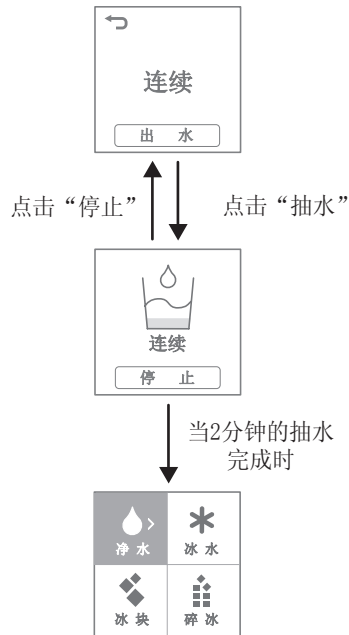 连续
出 水
点击“停止” 点击“抽水”
连续
停 止
当2分钟的抽水
完成时
净 水 冰 水
冰 块 碎 冰